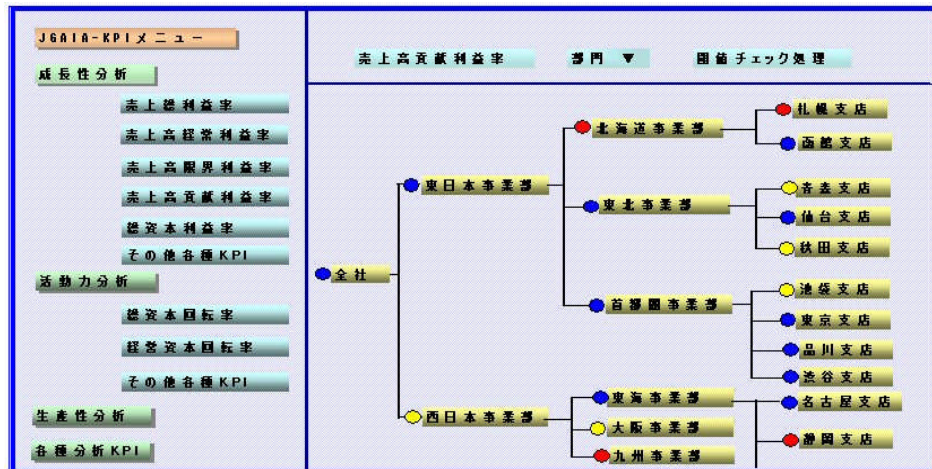 JGAIA-KPIメニュー
成長性分析
売上総利益率
売上高経常利益率
売上高限界利益率
売上高貢献利益率
総資本利益率
その他各種KPI
活動力分析
総資本回転率
経営資本回転率
その他各種KPI
生産性分析
各種分析KPI
売上高貢献利益率 部門 ▼ 閾値チェック処理
全社
東日本事業部
西日本事業部
北海道事業部
東北事業部
首都圏事業部
東海事業部
大阪事業部
九州事業部
札幌支店
函館支店
支店
仙台支店
秋田支店
池袋支店
東京支店
品川支店
渋谷支店
名古屋支店
静岡支店